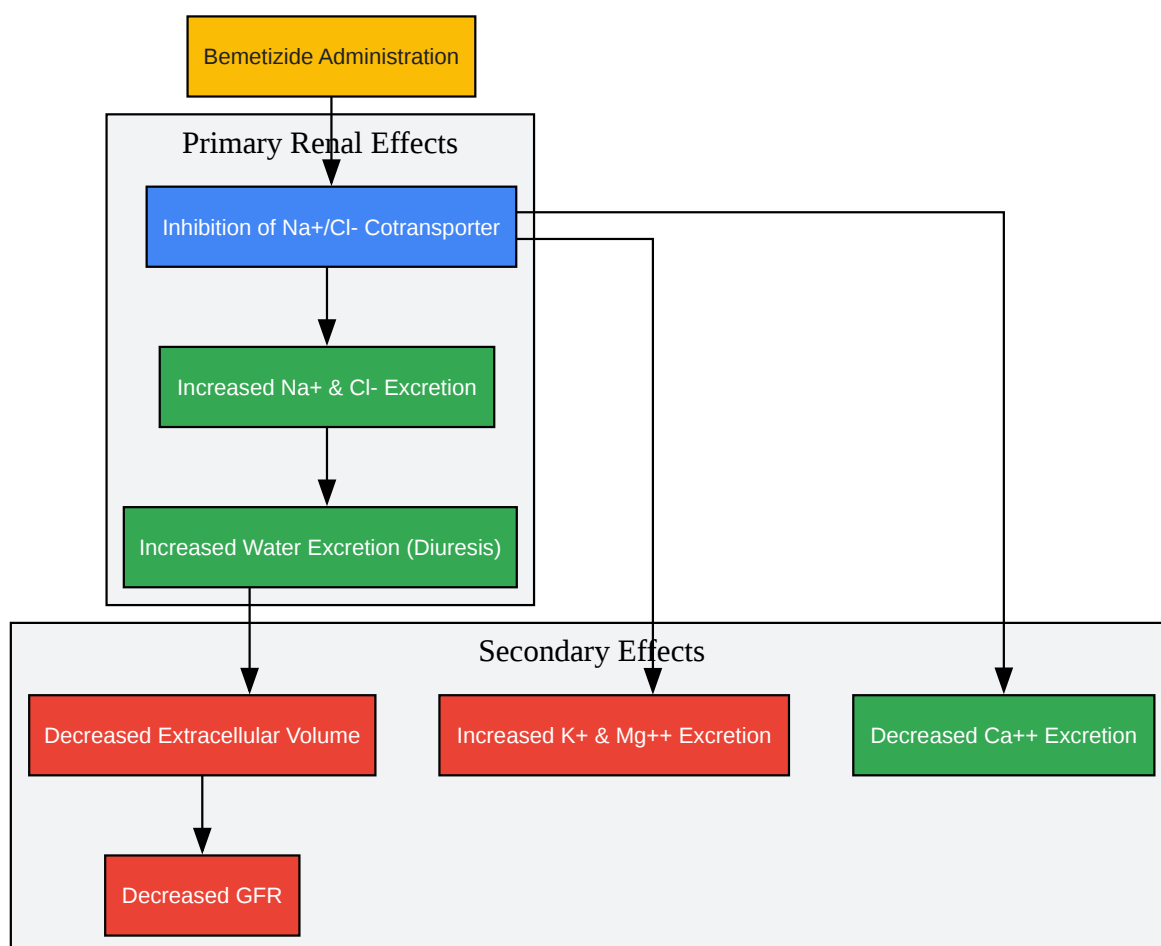 Bemetizide Administration
Primary Renal Effects
Inhibition of Na+/Cl- Cotransporter
Increased Na+ & Cl- Excretion
Increased Water Excretion (Diuresis)
Secondary Effects
Decreased Extracellular Volume
Increased K+ & Mg++ Excretion
Decreased Ca++ Excretion
Decreased GFR